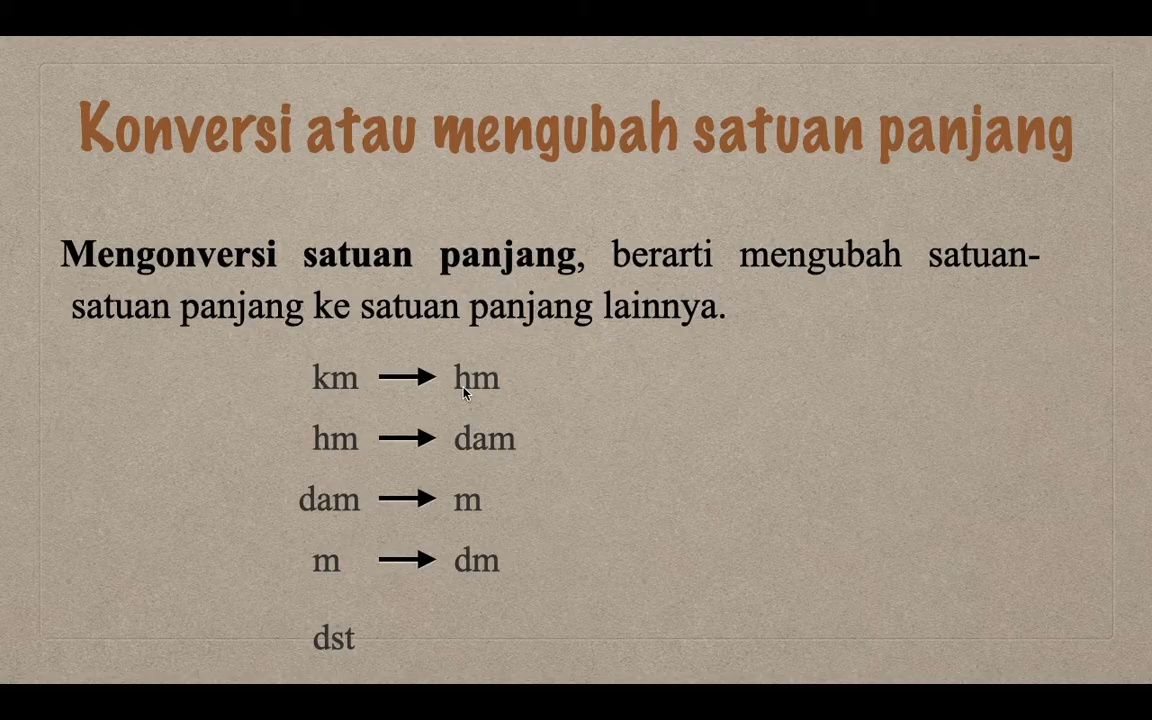 Konversi atau mengubah satuan panjang
Mengonversi satuan panjang, berarti mengubah satuan-
satuan panjang ke satuan panjang lainnya.
km → hm
hm → dam
dam → m
m → dm
dst